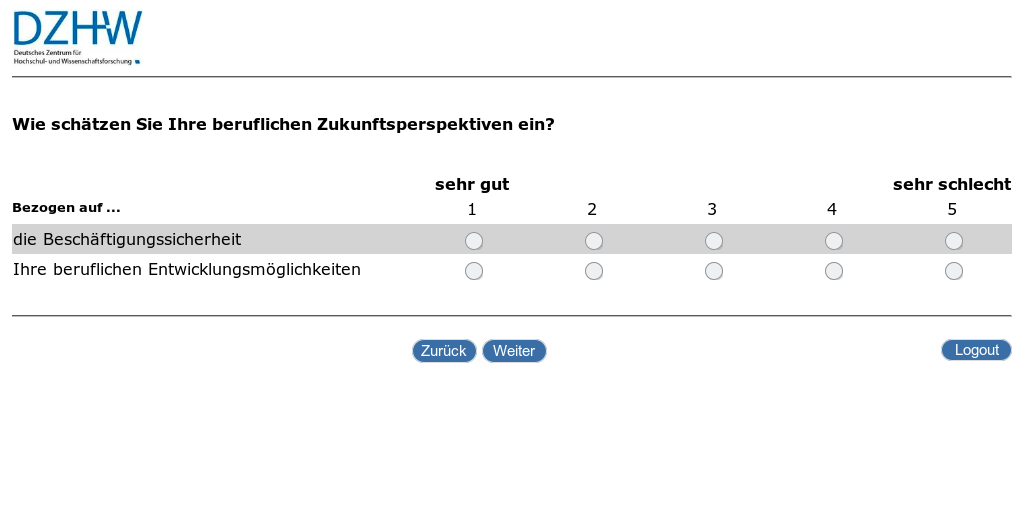 DZHW
Deutsches Zentrum für
Hochschul- und Wissenschaftsforschung
Wie schätzen Sie Ihre beruflichen Zukunftsperspektiven ein?
sehr gut sehr schlecht
Bezogen auf ... 1 2 3 4 5
die Beschäftigungssicherheit
Ihre beruflichen Entwicklungsmöglichkeiten
Zurück Weiter Logout